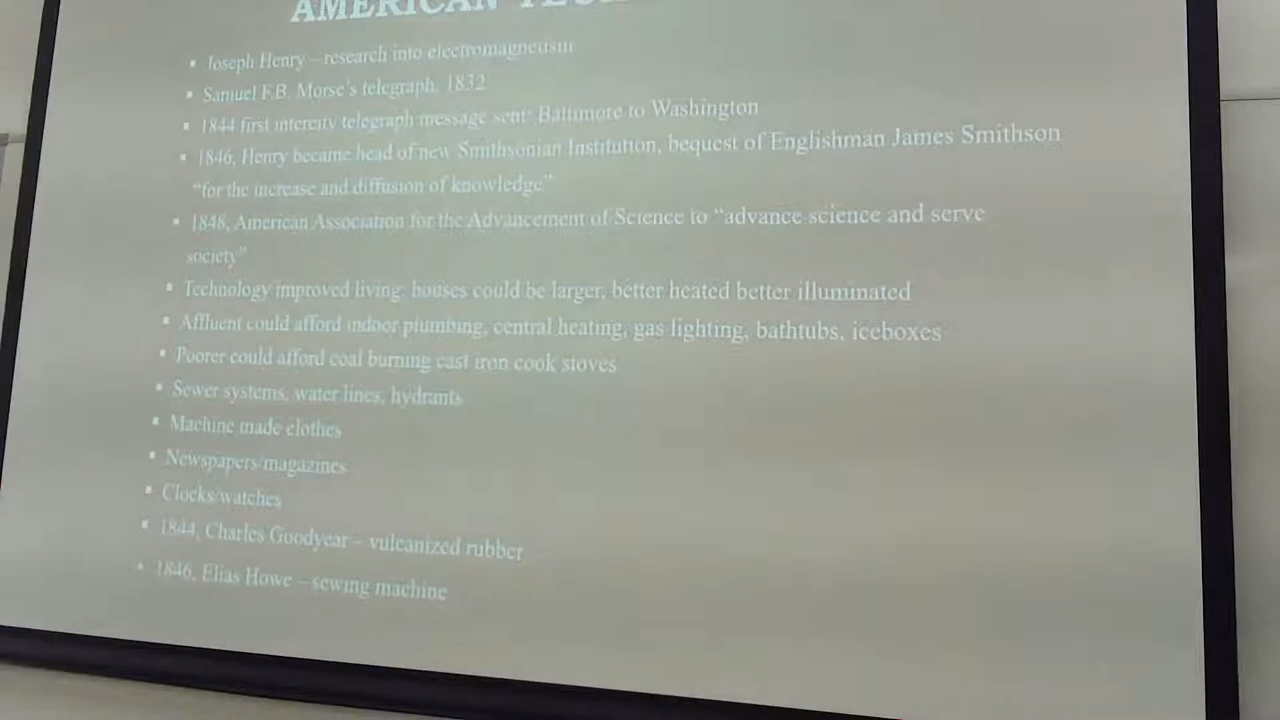 AMERICAN
▪ Joseph Henry – research into electromagnetism
▪ Samuel F.B. Morse's telegraph, 1832
▪ 1844 first intercity telegraph message sent: Baltimore to Washington
▪ 1846, Henry became head of new Smithsonian Institution, bequest of Englishman James Smithson
"for the increase and diffusion of knowledge"
▪ 1848, American Association for the Advancement of Science to "advance science and serve
society"
▪ Technology improved living: houses could be larger, better heated better illuminated
▪ Affluent could afford indoor plumbing, central heating, gas lighting, bathtubs, iceboxes
▪ Poorer could afford coal burning cast iron cook stoves
▪ Sewer systems, water lines, hydrants
▪ Machine made clothes
▪ Newspapers/magazines
▪ Clocks/watches
▪ 1844, Charles Goodyear – vulcanized rubber
▪ 1846, Elias Howe – sewing machine